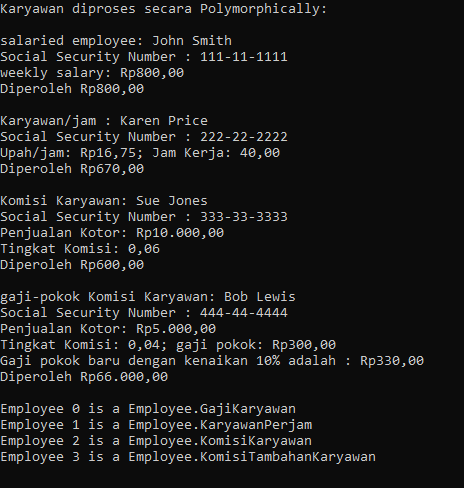 Karyawan diproses secara Polymorphically:
salaried employee: John Smith
Social Security Number : 111-11-1111
weekly salary: Rp800,00
Diperoleh Rp800,00
Karyawan/jam : Karen Price
Social Security Number : 222-22-2222
Upah/jam: Rp16,75; Jam Kerja: 40,00
Diperoleh Rp670,00
Komisi Karyawan: Sue Jones
Social Security Number : 333-33-3333
Penjualan Kotor: Rp10.000,00
Tingkat Komisi: 0,06
Diperoleh Rp600,00
gaji-pokok Komisi Karyawan: Bob Lewis
Social Security Number : 444-44-4444
Penjualan Kotor: Rp5.000,00
Tingkat Komisi: 0,04; gaji pokok: Rp300,00
Gaji pokok baru dengan kenaikan 10% adalah : Rp330,00
Diperoleh Rp66.000,00
Employee 0 is a Employee.GajiKaryawan
Employee 1 is a Employee.KaryawanPerjam
Employee 2 is a Employee.KomisiKaryawan
Employee 3 is a Employee.KomisiTambahanKaryawan